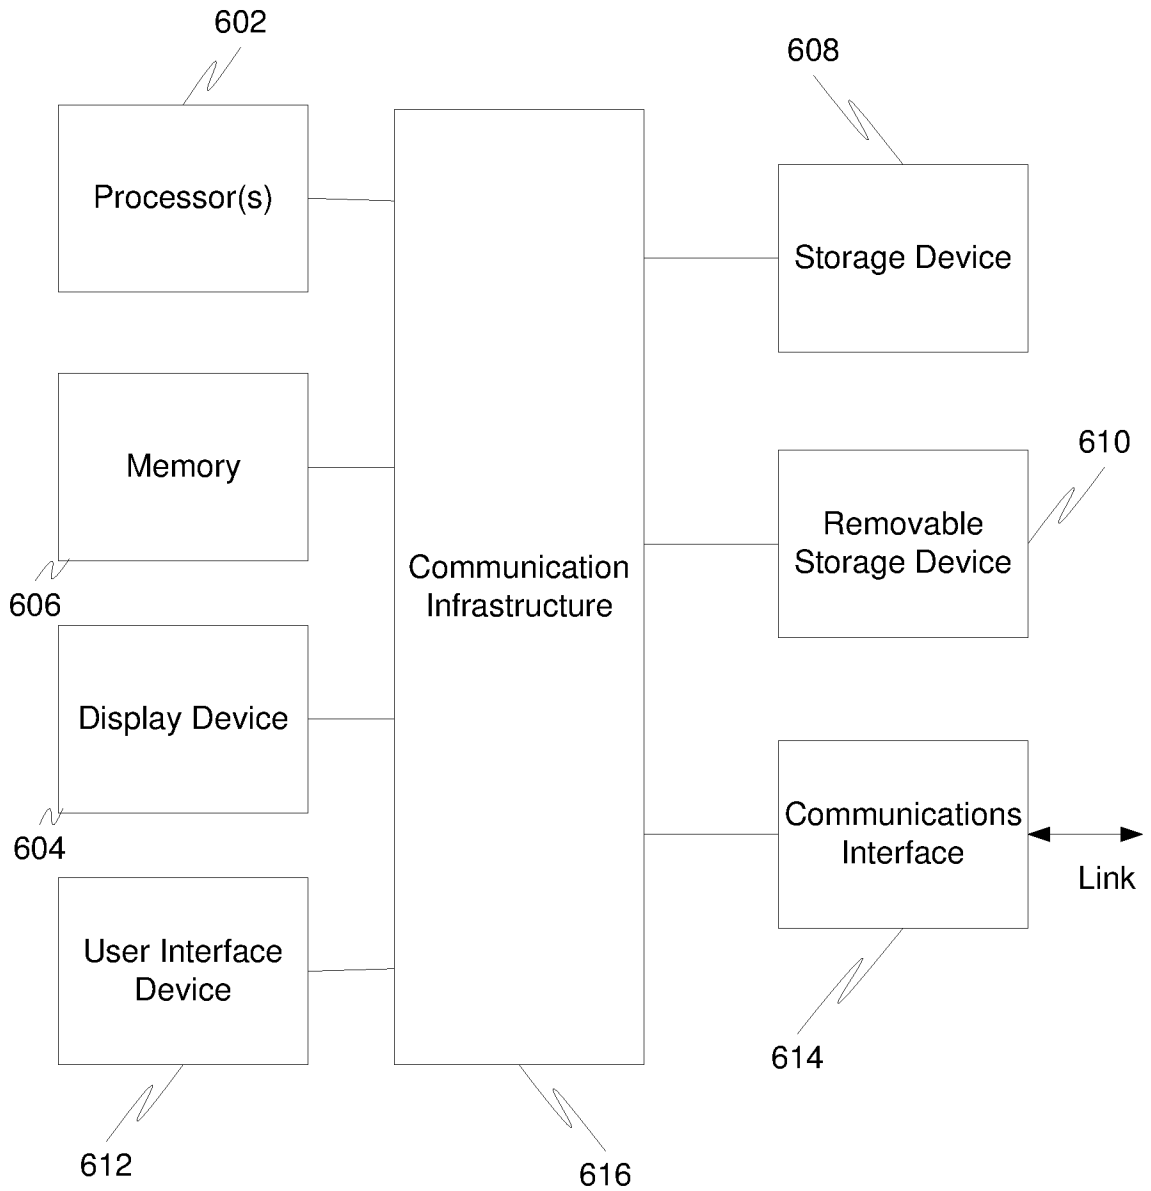 602
608
Processor(s)
Storage Device
610
Memory
Removable
Storage Device
Communication
Infrastructure
606
Display Device
Communications
Interface
604
Link
User Interface
Device
614
612
616